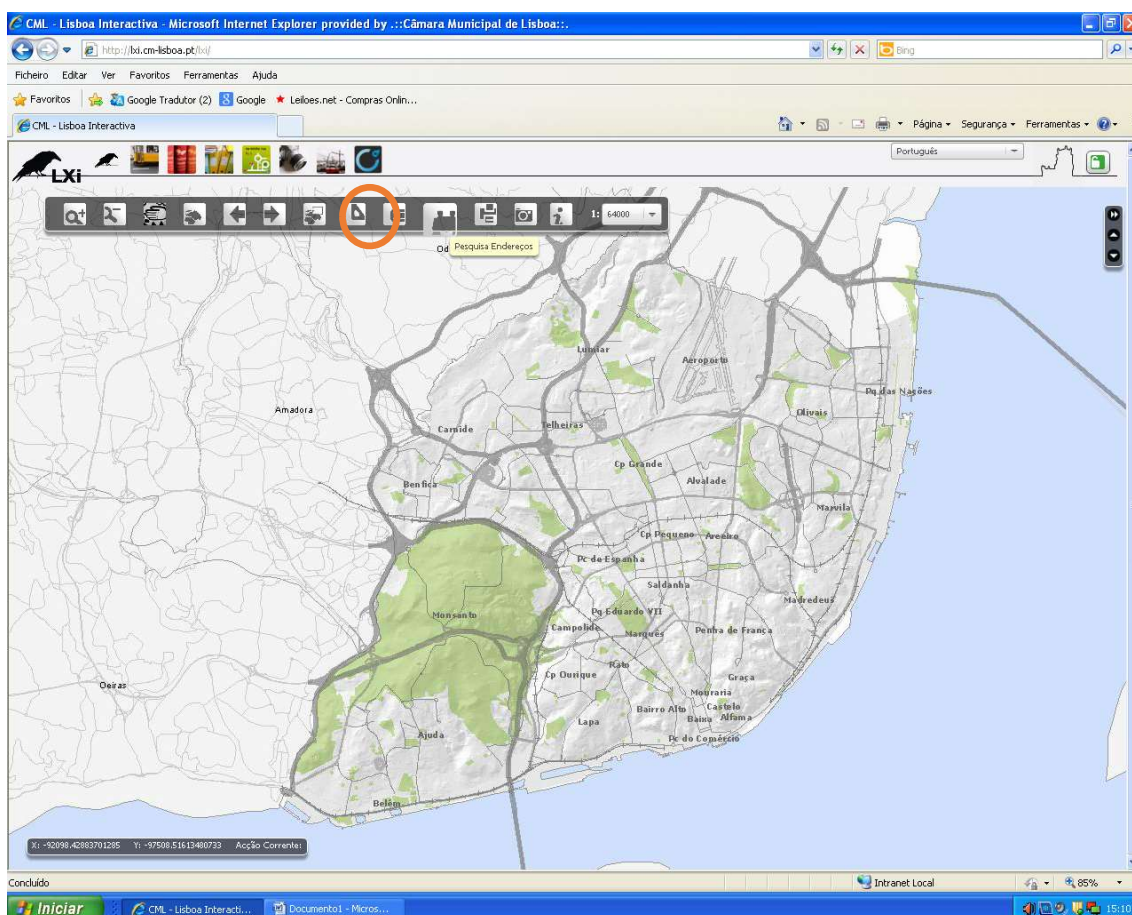 CML - Lisboa Interactiva - Microsoft Internet Explorer provided by .::Câmara Municipal de Lisboa::.
http://lxi.cm-lisboa.pt/lxi/
Bing
Ficheiro Editar Ver Favoritos Ferramentas Ajuda
Favoritos Google Tradutor (2) Google Leiloes.net - Compras Onlin...
CML - Lisboa Interactiva
Página Segurança Ferramentas
LXi
Português
1: 64000
Od
Pesquisa Endereços
Lumiar
Aeroporto
Pq das Nações
Amadora
Olivais
Carnide
Telheiras
Cp Grande
Benfica
Alvalade
Marvila
Cp Pequeno Areeiro
Pc de Espanha
Saldanha
Madredeus
Monsanto
Pq Eduardo VII
Campolide
Marques
Penha de França
Rato
Cp Ourique
Graça
Oeiras
Mouraria
Bairro Alto
Castelo
Lapa
Baixa Alfama
Ajuda
Pc do Comércio
Belém
X: -92098.42883701285 Y: -97508.51613480733 Acção Corrente:
Concluído
Intranet Local
85%
Iniciar
CML - Lisboa Interacti...
Documento1 - Micros...
15:10